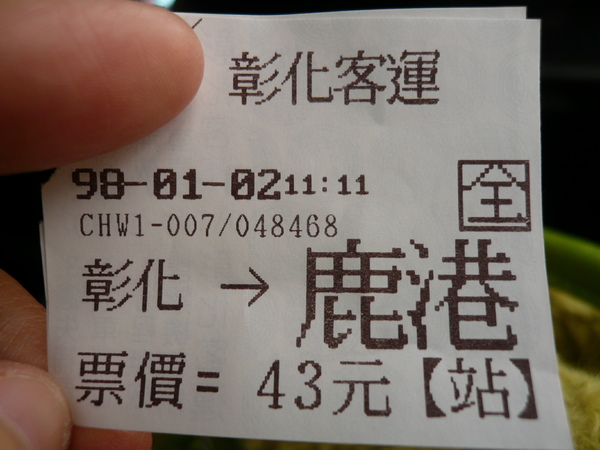 彰化客運
98-01-02 11:11
全
CHW1-007/048468
彰化 → 鹿港
票價= 43元【站】